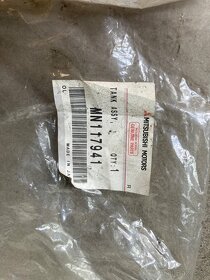 MITSUBISHI MOTORS
GENUINE PARTS
TANK ASSY,
QTY-1
MN117941
MADE IN